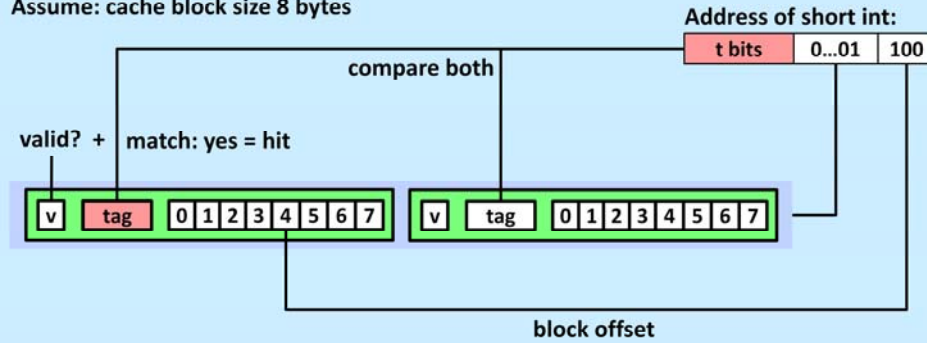 Assume: cache block size 8 bytes
Address of short int:
t bits 0...01 100
compare both
valid? + match: yes = hit
v tag 0 1 2 3 4 5 6 7 v tag 0 1 2 3 4 5 6 7
block offset